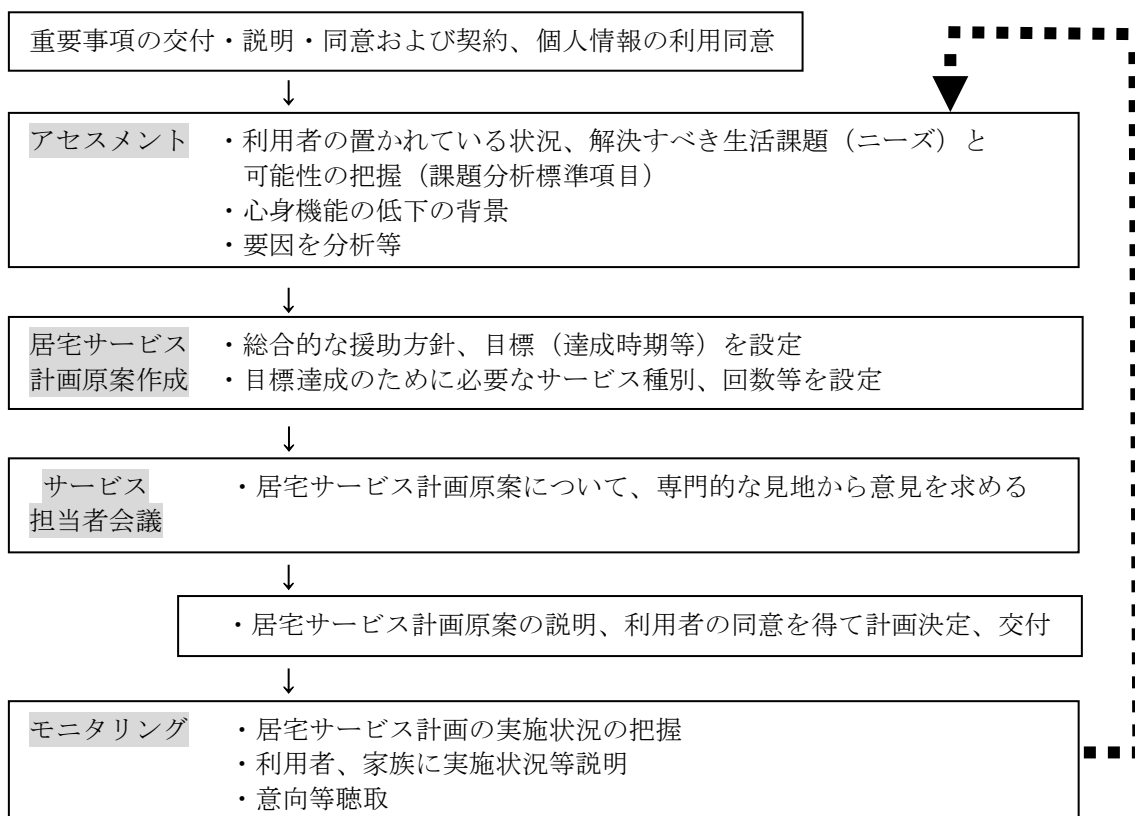 重要事項の交付・説明・同意および契約、個人情報の利用同意
↓
アセスメント ・利用者の置かれている状況、解決すべき生活課題(ニーズ)と
可能性の把握(課題分析標準項目)
・心身機能の低下の背景
・要因を分析等
↓
居宅サービス ・総合的な援助方針、目標(達成時期等)を設定
計画原案作成 ・目標達成のために必要なサービス種別、回数等を設定
↓
サービス ・居宅サービス計画原案について、専門的な見地から意見を求める
担当者会議
↓
・居宅サービス計画原案の説明、利用者の同意を得て計画決定、交付
↓
モニタリング ・居宅サービス計画の実施状況の把握
・利用者、家族に実施状況等説明
・意向等聴取